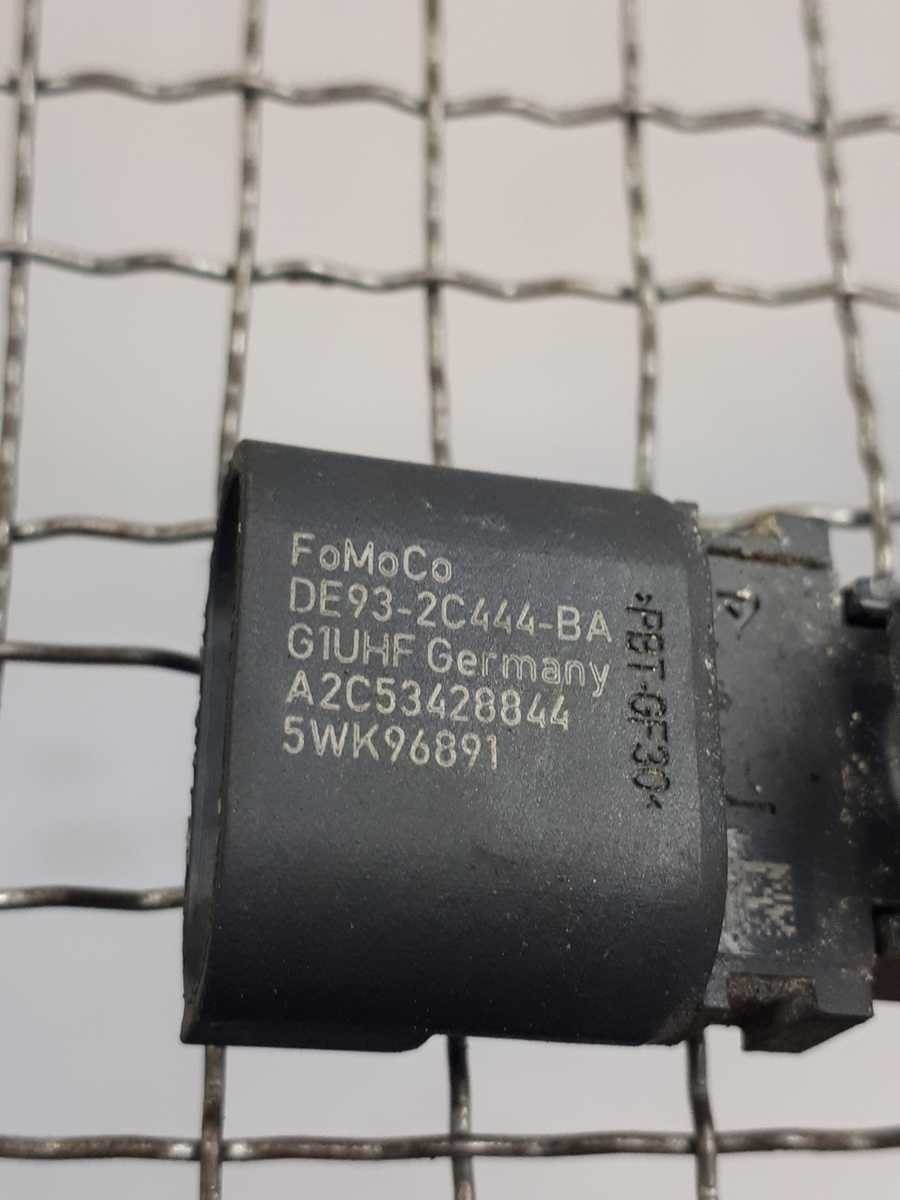 FoMoCo
DE93-2C444-BA
G1UHF Germany
A2C53428844
5WK96891
>PBT-GF30<